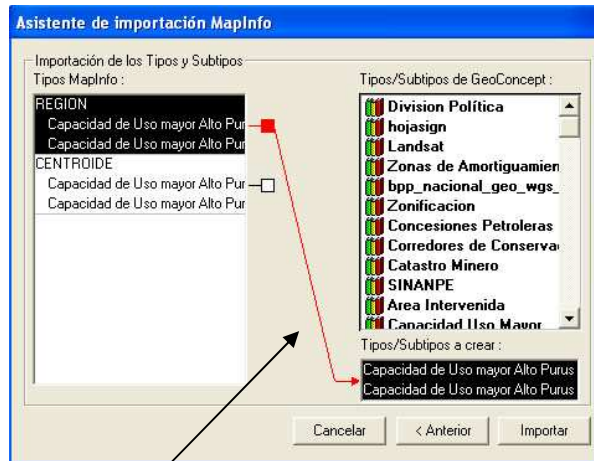 Asistente de importación MapInfo
Importación de los Tipos y Subtipos
Tipos MapInfo :
REGION
Capacidad de Uso mayor Alto Pur
Capacidad de Uso mayor Alto Pur
CENTROIDE
Capacidad de Uso mayor Alto Pur
Capacidad de Uso mayor Alto Pur
Tipos/Subtipos de GeoConcept :
Division Política
hojasign
Landsat
Zonas de Amortiguamien
bpp_nacional_geo_wgs_
Zonificacion
Concesiones Petroleras
Corredores de Conserva
Catastro Minero
SINANPE
Area Intervenida
Capacidad Uso Mayor
Tipos/Subtipos a crear :
Capacidad de Uso mayor Alto Purus
Capacidad de Uso mayor Alto Purus
Cancelar
< Anterior
Importar